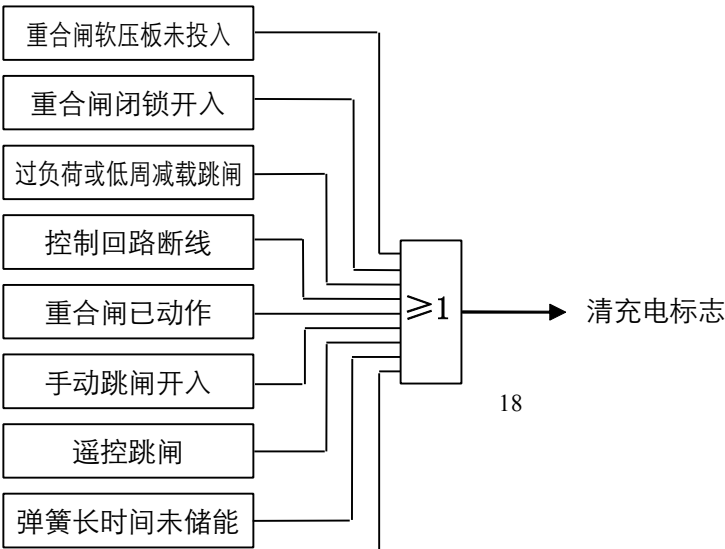 重合闸软压板未投入
重合闸闭锁开入
过负荷或低周减载跳闸
控制回路断线
重合闸已动作
手动跳闸开入
遥控跳闸
弹簧长时间未储能
≥1
清充电标志
18